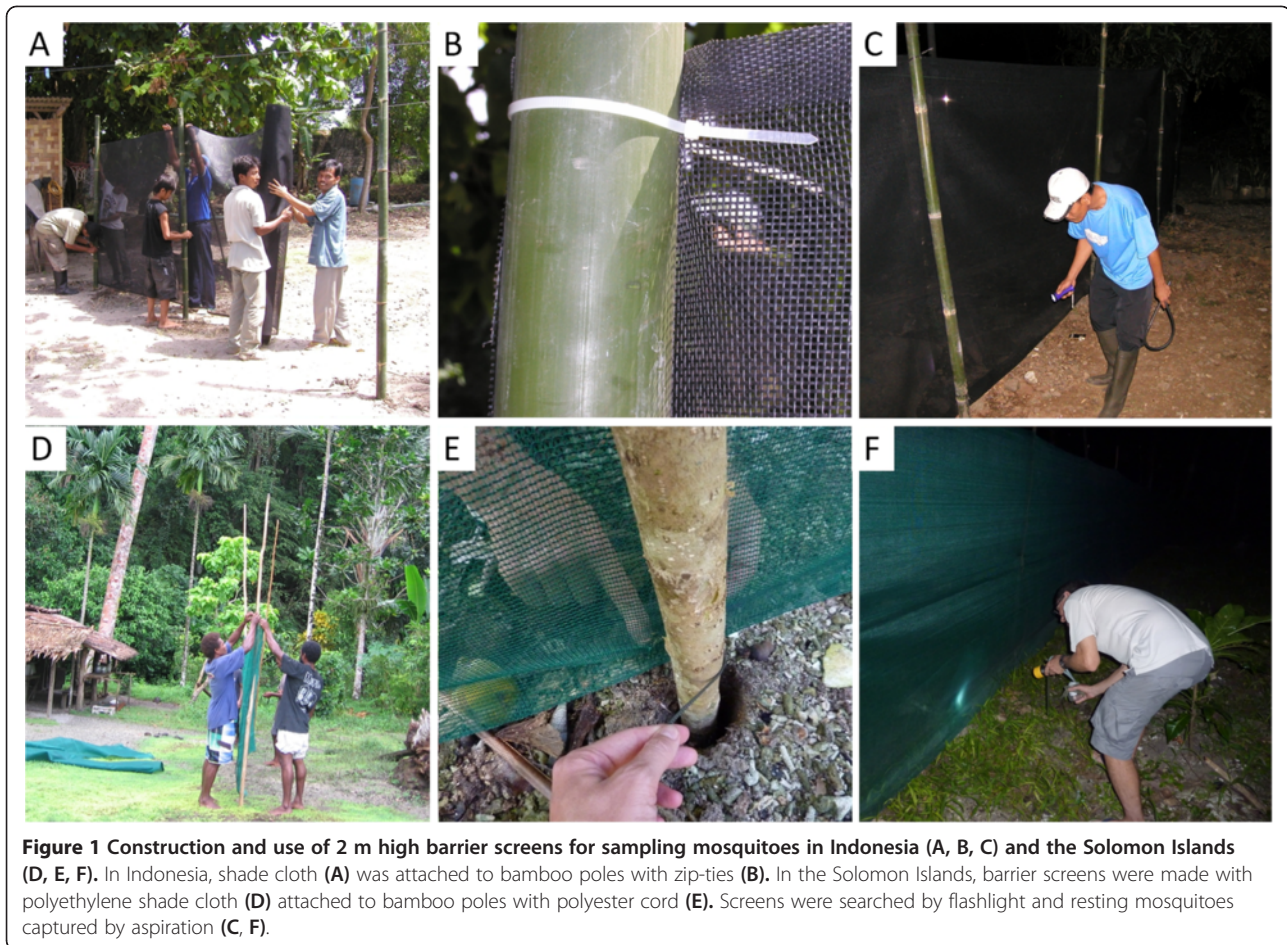 A
B
C
D
E
F
Figure 1 Construction and use of 2 m high barrier screens for sampling mosquitoes in Indonesia (A, B, C) and the Solomon Islands
(D, E, F). In Indonesia, shade cloth (A) was attached to bamboo poles with zip-ties (B). In the Solomon Islands, barrier screens were made with
polyethylene shade cloth (D) attached to bamboo poles with polyester cord (E). Screens were searched by flashlight and resting mosquitoes
captured by aspiration (C, F).